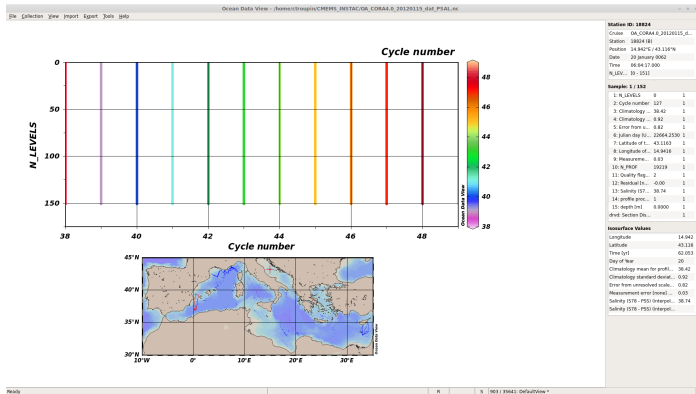 Ocean Data View - /home/ctroupin/CMEMS_INSTAC/OA_CORA4.0_20120115_dat_PSAL.nc
File Collection View Import Export Tools Help
Cycle number
0
50
100
150
N_LEVELS
38 40 42 44 46 48
Cycle number
48
46
44
42
40
38
Ocean Data View
45°N
40°N
35°N
30°N
10°W 0° 10°E 20°E 30°E
Ocean Data View
Station ID: 18824
Cruise OA_CORA4.0_20120115_d...
Station 18824 (B)
Position 14.942°E / 43.116°N
Date 20 January 0062
Time 06:04:17.000
N_LEV... [0 - 151]
Sample: 1 / 152
1: N_LEVELS 0 1
2: Cycle number 127 1
3: Climatology ... 38.42 1
4: Climatology ... 0.92 1
5: Error from u... 0.82 1
6: julian day (U... 22664.2530 1
7: Latitude of t... 43.1163 1
8: Longitude of... 14.9416 1
9: Measureme... 0.03 1
10: N_PROF 19219 1
11: Quality flag... 2 1
12: Residual In... -0.00 1
13: Salinity (S7... 38.74 1
14: profile proc... 1 1
15: depth [m] 0.0000 1
drvd: Section Dis... 1
Isosurface Values
Longitude 14.942
Latitude 43.116
Time [yr] 62.053
Day of Year 20
Climatology mean for profil... 38.42
Climatology standard deviat... 0.92
Error from unresolved scale... 0.82
Measurement error [none] ... 0.03
Salinity (S78 - PSS) (interpol... 38.74
Salinity (S78 - PSS) (interpol...
Ready R S 903 / 35641: DefaultView *